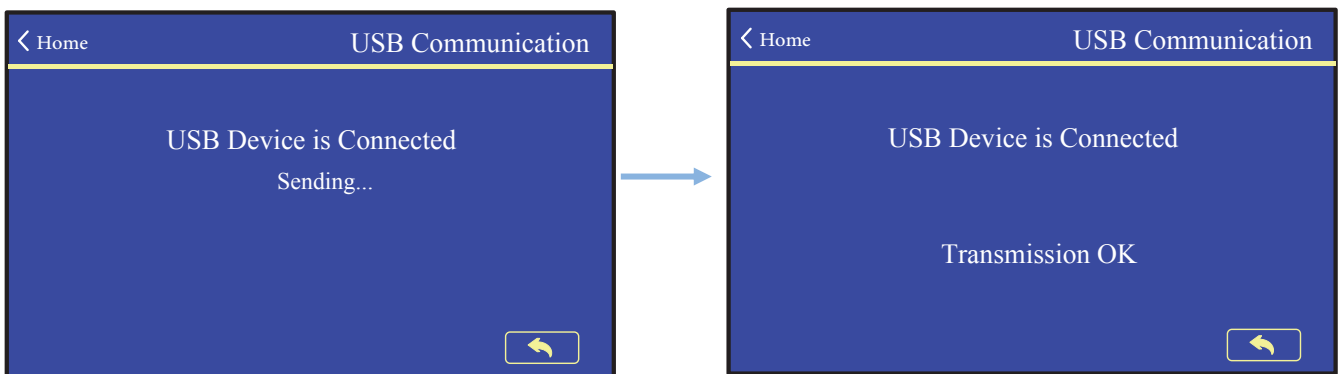 Home
USB Communication
USB Device is Connected
Sending...
Home
USB Communication
USB Device is Connected
Transmission OK